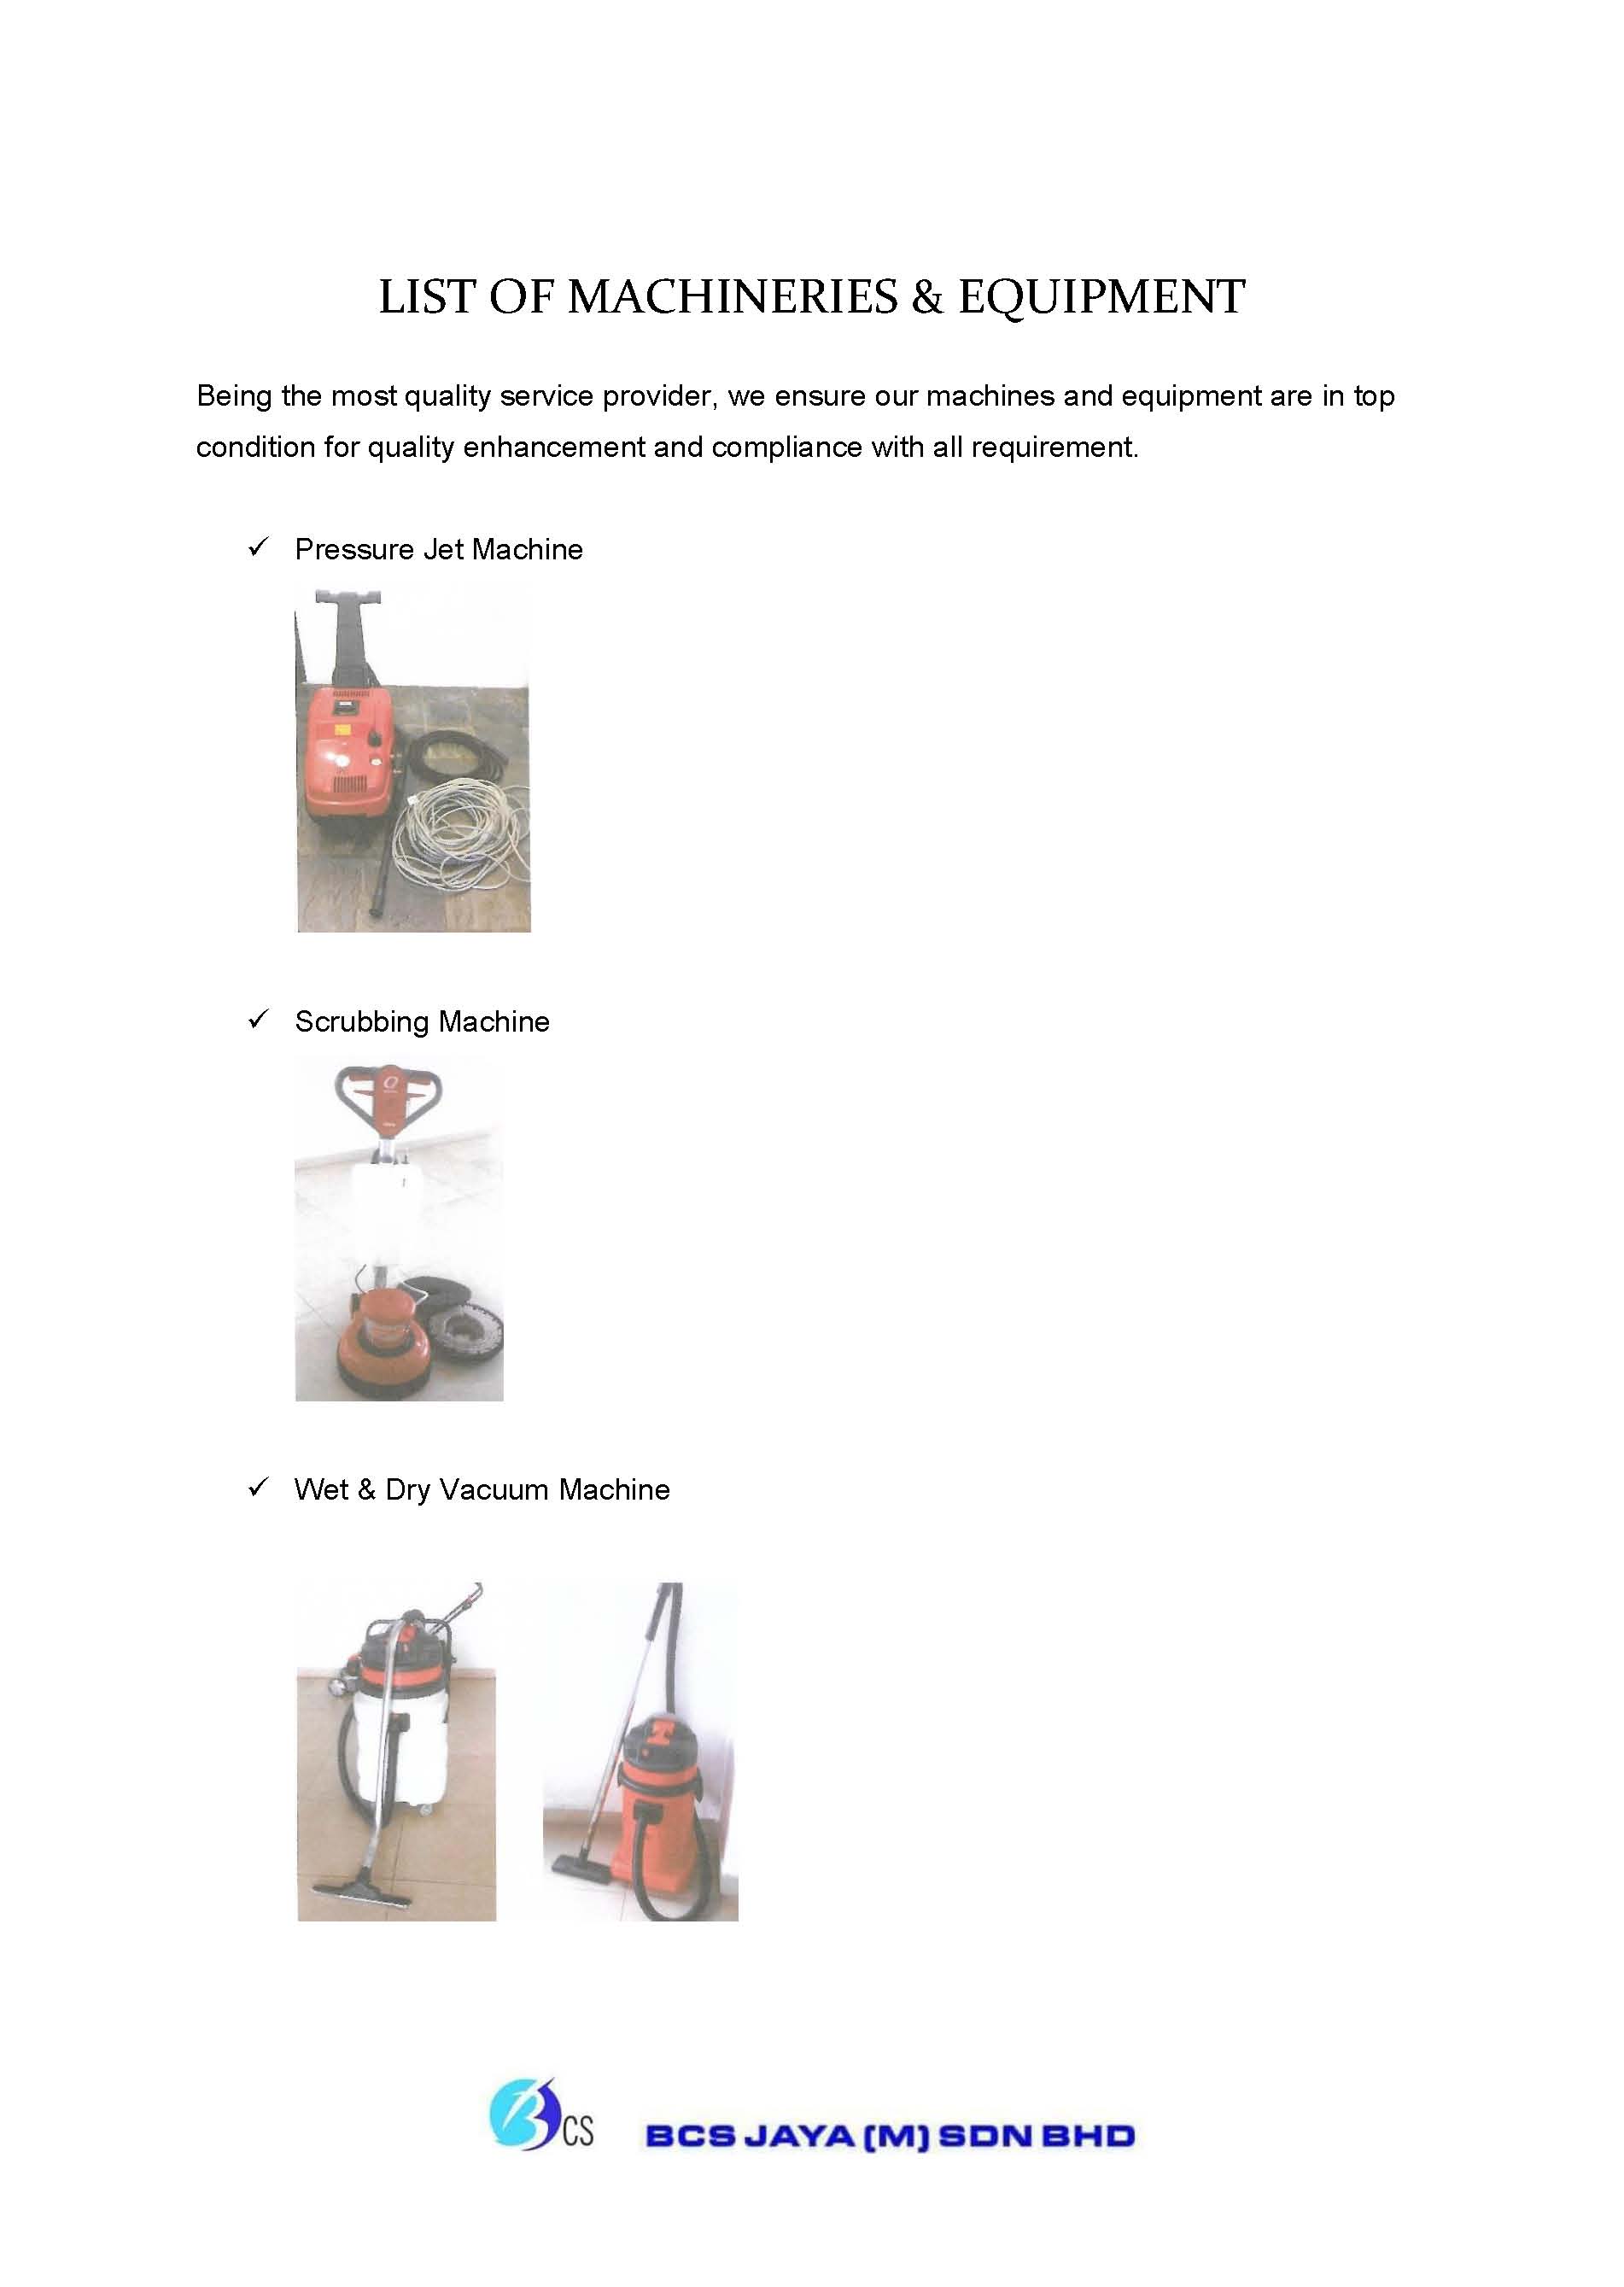 LIST OF MACHINERIES & EQUIPMENT
Being the most quality service provider, we ensure our machines and equipment are in top
condition for quality enhancement and compliance with all requirement.
✓ Pressure Jet Machine
✓ Scrubbing Machine
✓ Wet & Dry Vacuum Machine
BCS
BCS JAYA (M) SDN BHD